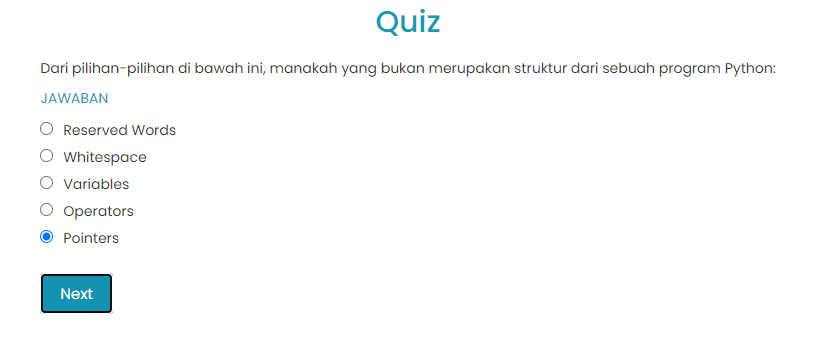 Quiz
Dari pilihan-pilihan di bawah ini, manakah yang bukan merupakan struktur dari sebuah program Python:
JAWABAN
Reserved Words
Whitespace
Variables
Operators
Pointers
Next